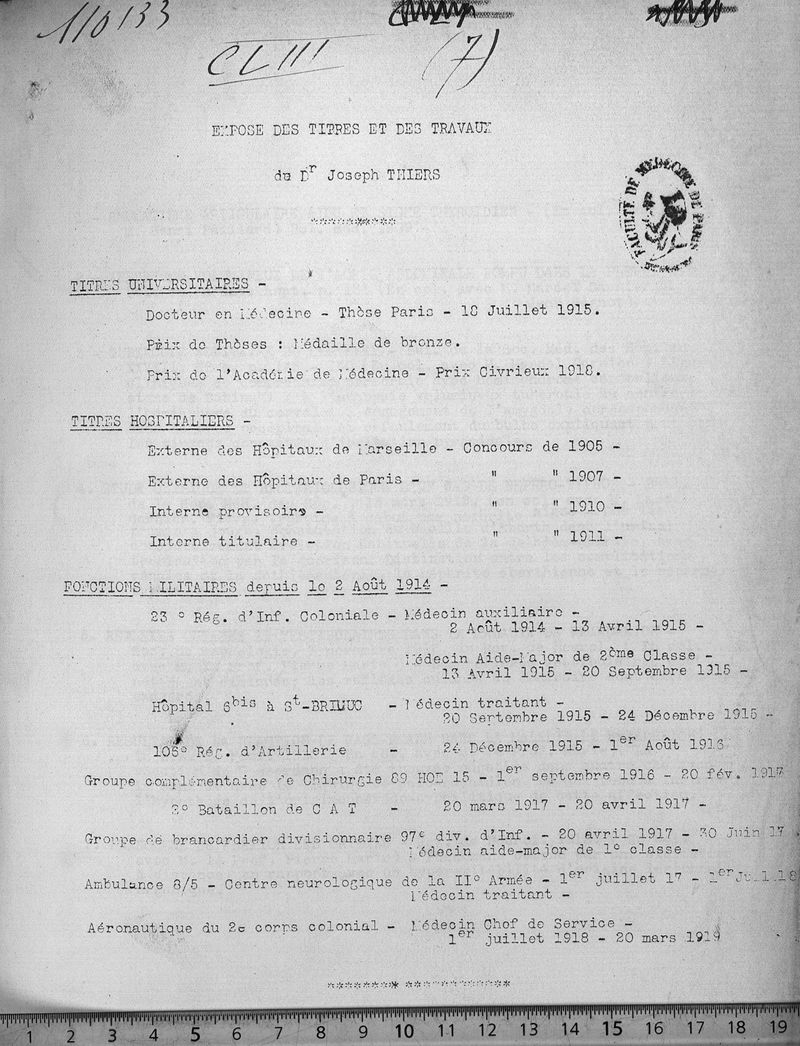 110133
CLIII (7)
EXPOSE DES TITRES ET DES TRAVAUX
du Dr Joseph THIERS
FACULTE DE MEDECINE DE PARIS
TITRES UNIVERSITAIRES -
Docteur en Médecine - Thèse Paris - 18 Juillet 1915.
Prix de Thèses : Médaille de bronze.
Prix de l'Académie de Médecine - Prix Civrieux 1918.
TITRES HOSPITALIERS -
Externe des Hôpitaux de Marseille - Concours de 1905 -
Externe des Hôpitaux de Paris - " " 1907 -
Interne provisoire - " " 1910 -
Interne titulaire - " " 1911 -
FONCTIONS MILITAIRES depuis le 2 Août 1914 -
23 ° Rég. d'Inf. Coloniale - Médecin auxiliaire -
2 Août 1914 - 13 Avril 1915 -
Médecin Aide-Major de 2ème Classe -
13 Avril 1915 - 20 Septembre 1915 -
Hôpital 6bis à St-BRIEUC - Médecin traitant -
20 Septembre 1915 - 24 Décembre 1915 -
Rég. d'Artillerie - 24 Décembre 1915 - 1er Août
Groupe complémentaire de Chirurgie 89 HOE 15 - 1er septembre 1916 - 20 fév. 1917
2° Bataillon de C A T - 20 mars 1917 - 20 avril 1917 -
Groupe de brancardier divisionnaire 97e div. d'Inf. - 20 avril 1917 - 30 Juin 17.
Médecin aide-major de 1° classe -
Ambulance 8/5 - Centre neurologique de la II° Armée - 1er juillet 17 - 1er Juil.18
Médecin traitant -
Aéronautique du 2e corps colonial - Médecin Chef de Service -
1er juillet 1918 - 20 mars 1919
1 2 3 4 5 6 7 8 9 10 11 12 13 14 15 16 17 18 19